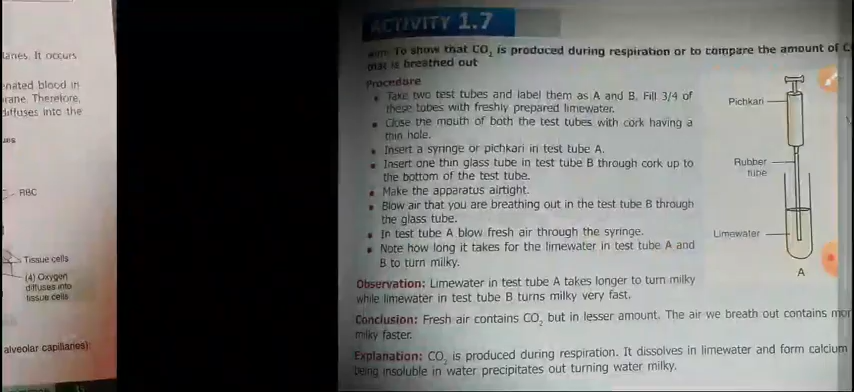 lanes. It occurs
enated blood in
rane. Therefore,
diffuses into the
RBC
Tissue cells
(4) Oxygen
diffuses into
tissue cells
alveolar capillaries):
ACTIVITY 1.7
Aim: To show that CO₂ is produced during respiration or to compare the amount of C
that is breathed out
Procedure
• Take two test tubes and label them as A and B. Fill 3/4 of
these tubes with freshly prepared limewater.
• Close the mouth of both the test tubes with cork having a
thin hole.
• Insert a syringe or pichkari in test tube A.
• Insert one thin glass tube in test tube B through cork up to
the bottom of the test tube.
• Make the apparatus airtight.
• Blow air that you are breathing out in the test tube B through
the glass tube.
• In test tube A blow fresh air through the syringe.
• Note how long it takes for the limewater in test tube A and
B to turn milky.
Pichkari
Rubber
tube
Limewater
A
Observation: Limewater in test tube A takes longer to turn milky
while limewater in test tube B turns milky very fast.
Conclusion: Fresh air contains CO₂ but in lesser amount. The air we breath out contains mor
milky faster.
Explanation: CO₂ is produced during respiration. It dissolves in limewater and form calcium
being insoluble in water precipitates out turning water milky.